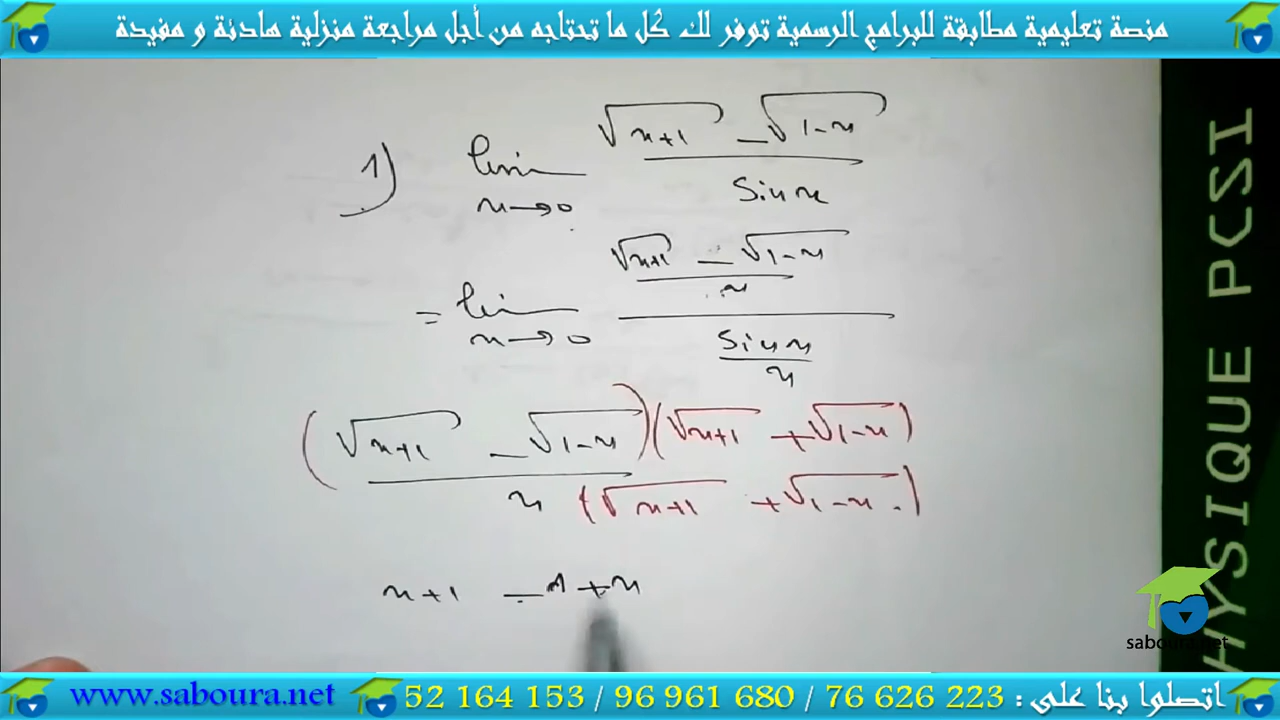 منصة تعليمية مطابقة للبرامج الرسمية توفر لك كل ما تحتاجه من أجل مراجعة منزلية هادئة و مفيدة
1) lim x→0 (√(x+1) - √(1-x)) / sin x
= lim x→0 ((√(x+1) - √(1-x)) / x) / (sin x / x)
(√(x+1) - √(1-x)) (√(x+1) + √(1-x)) / x (√(x+1) + √(1-x))
x+1 - 1 + x
PHYSIQUE PCSI
saboura.net
www.saboura.net 52 164 153 / 96 961 680 / 76 626 223 : اتصلوا بنا على